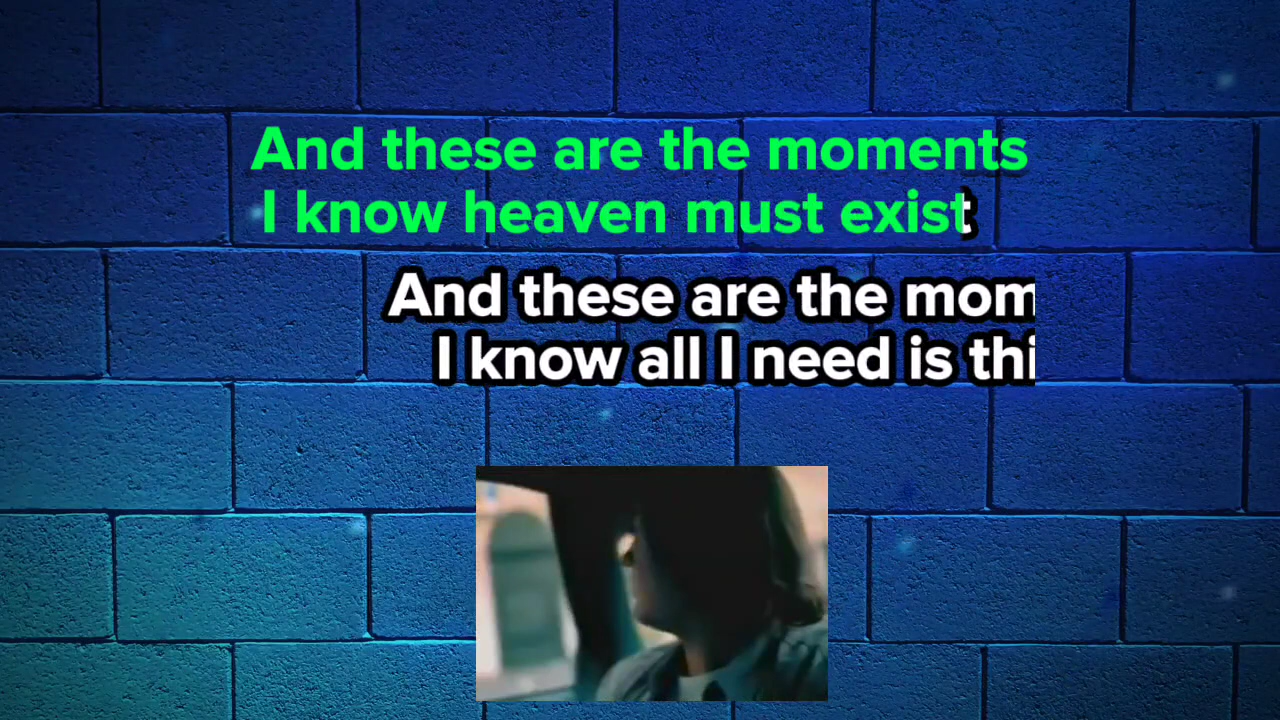 And these are the moments
I know heaven must exist
And these are the mom
I know all I need is thi